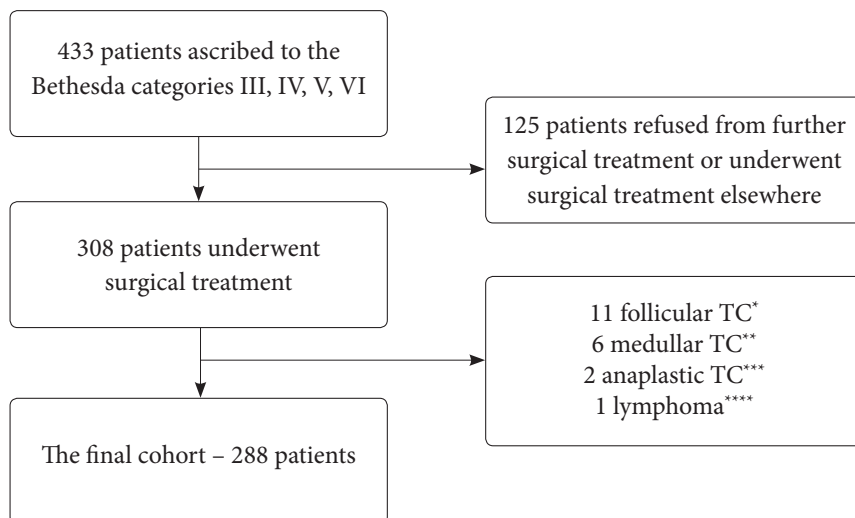 433 patients ascribed to the
Bethesda categories III, IV, V, VI
125 patients refused from further
surgical treatment or underwent
surgical treatment elsewhere
308 patients underwent
surgical treatment
11 follicular TC*
6 medullar TC**
2 anaplastic TC***
1 lymphoma****
The final cohort – 288 patients